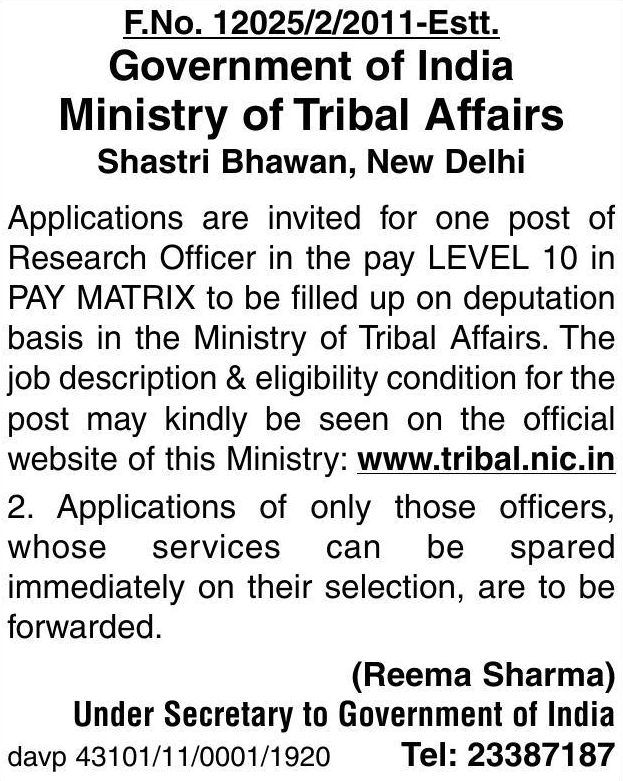 F.No. 12025/2/2011-Estt.
Government of India
Ministry of Tribal Affairs
Shastri Bhawan, New Delhi
Applications are invited for one post of
Research Officer in the pay LEVEL 10 in
PAY MATRIX to be filled up on deputation
basis in the Ministry of Tribal Affairs. The
job description & eligibility condition for the
post may kindly be seen on the official
website of this Ministry: www.tribal.nic.in
2. Applications of only those officers,
whose services can be spared
immediately on their selection, are to be
forwarded.
(Reema Sharma)
Under Secretary to Government of India
davp 43101/11/0001/1920 Tel: 23387187